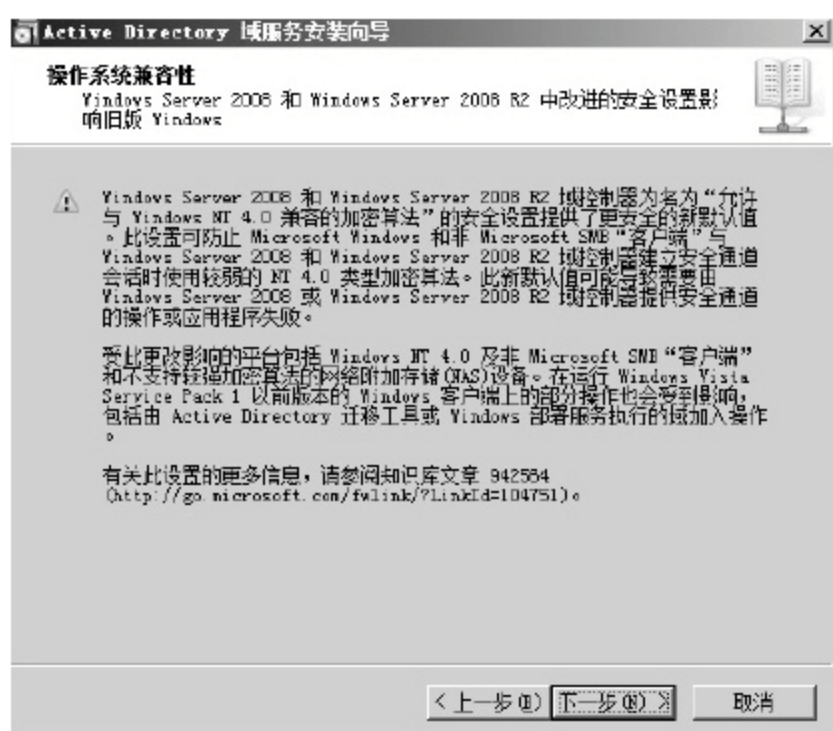 Active Directory 域服务安装向导
操作系统兼容性
Windows Server 2008 和 Windows Server 2008 R2 中改进的安全设置影
响旧版 Windows
Windows Server 2008 和 Windows Server 2008 R2 域控制器为名为“允许
与 Windows NT 4.0 兼容的加密算法”的安全设置提供了更安全的新默认值
。此设置可防止 Microsoft Windows 和非 Microsoft SMB“客户端”与
Windows Server 2008 和 Windows Server 2008 R2 域控制器建立安全通道
会话时使用较弱的 NT 4.0 类型加密算法。此新默认值可能导致需要由
Windows Server 2008 或 Windows Server 2008 R2 域控制器提供安全通道
的操作或应用程序失败。
受此更改影响的平台包括 Windows NT 4.0 及非 Microsoft SMB“客户端”
和不支持较强加密算法的网络附加存储(NAS)设备。在运行 Windows Vista
Service Pack 1 以前版本的 Windows 客户端上的部分操作也会受到影响,
包括由 Active Directory 迁移工具或 Windows 部署服务执行的域加入操作
。
有关此设置的更多信息,请参阅知识库文章 942564
(http://go.microsoft.com/fwlink/?LinkId=104751)。
< 上一步(B) 下一步(N) > 取消